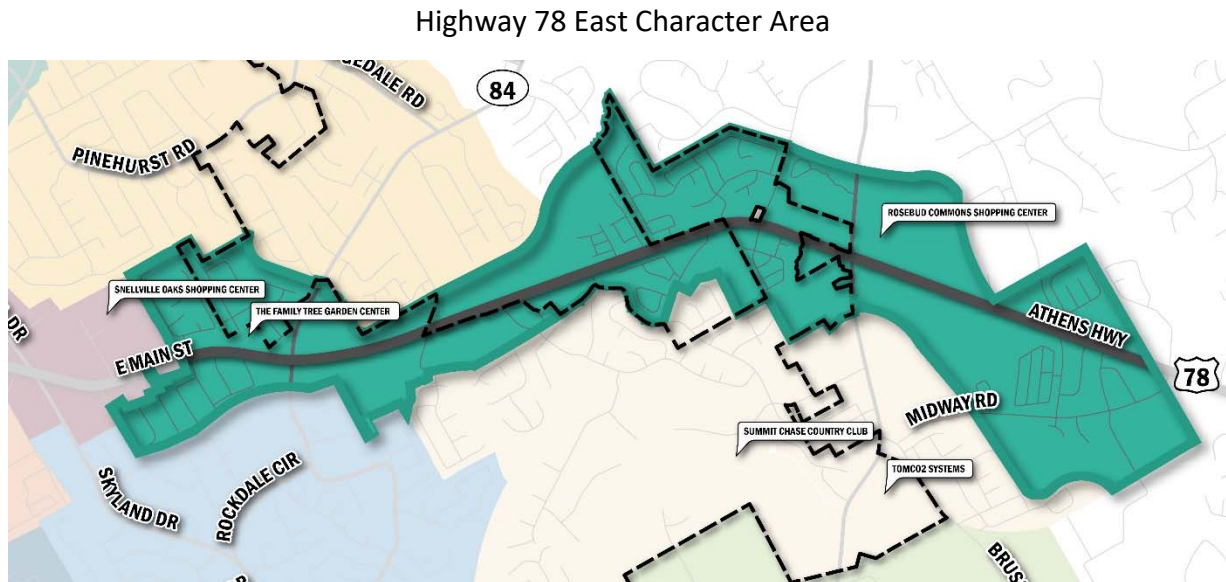 Highway 78 East Character Area
84
PINEHURST RD
ROSEBUD COMMONS SHOPPING CENTER
SNELLVILLE OAKS SHOPPING CENTER
THE FAMILY TREE GARDEN CENTER
E MAIN ST
ATHENS HWY
78
MIDWAY RD
SUMMIT CHASE COUNTRY CLUB
TOMCO2 SYSTEMS
SKYLAND DR
ROCKDALE CIR